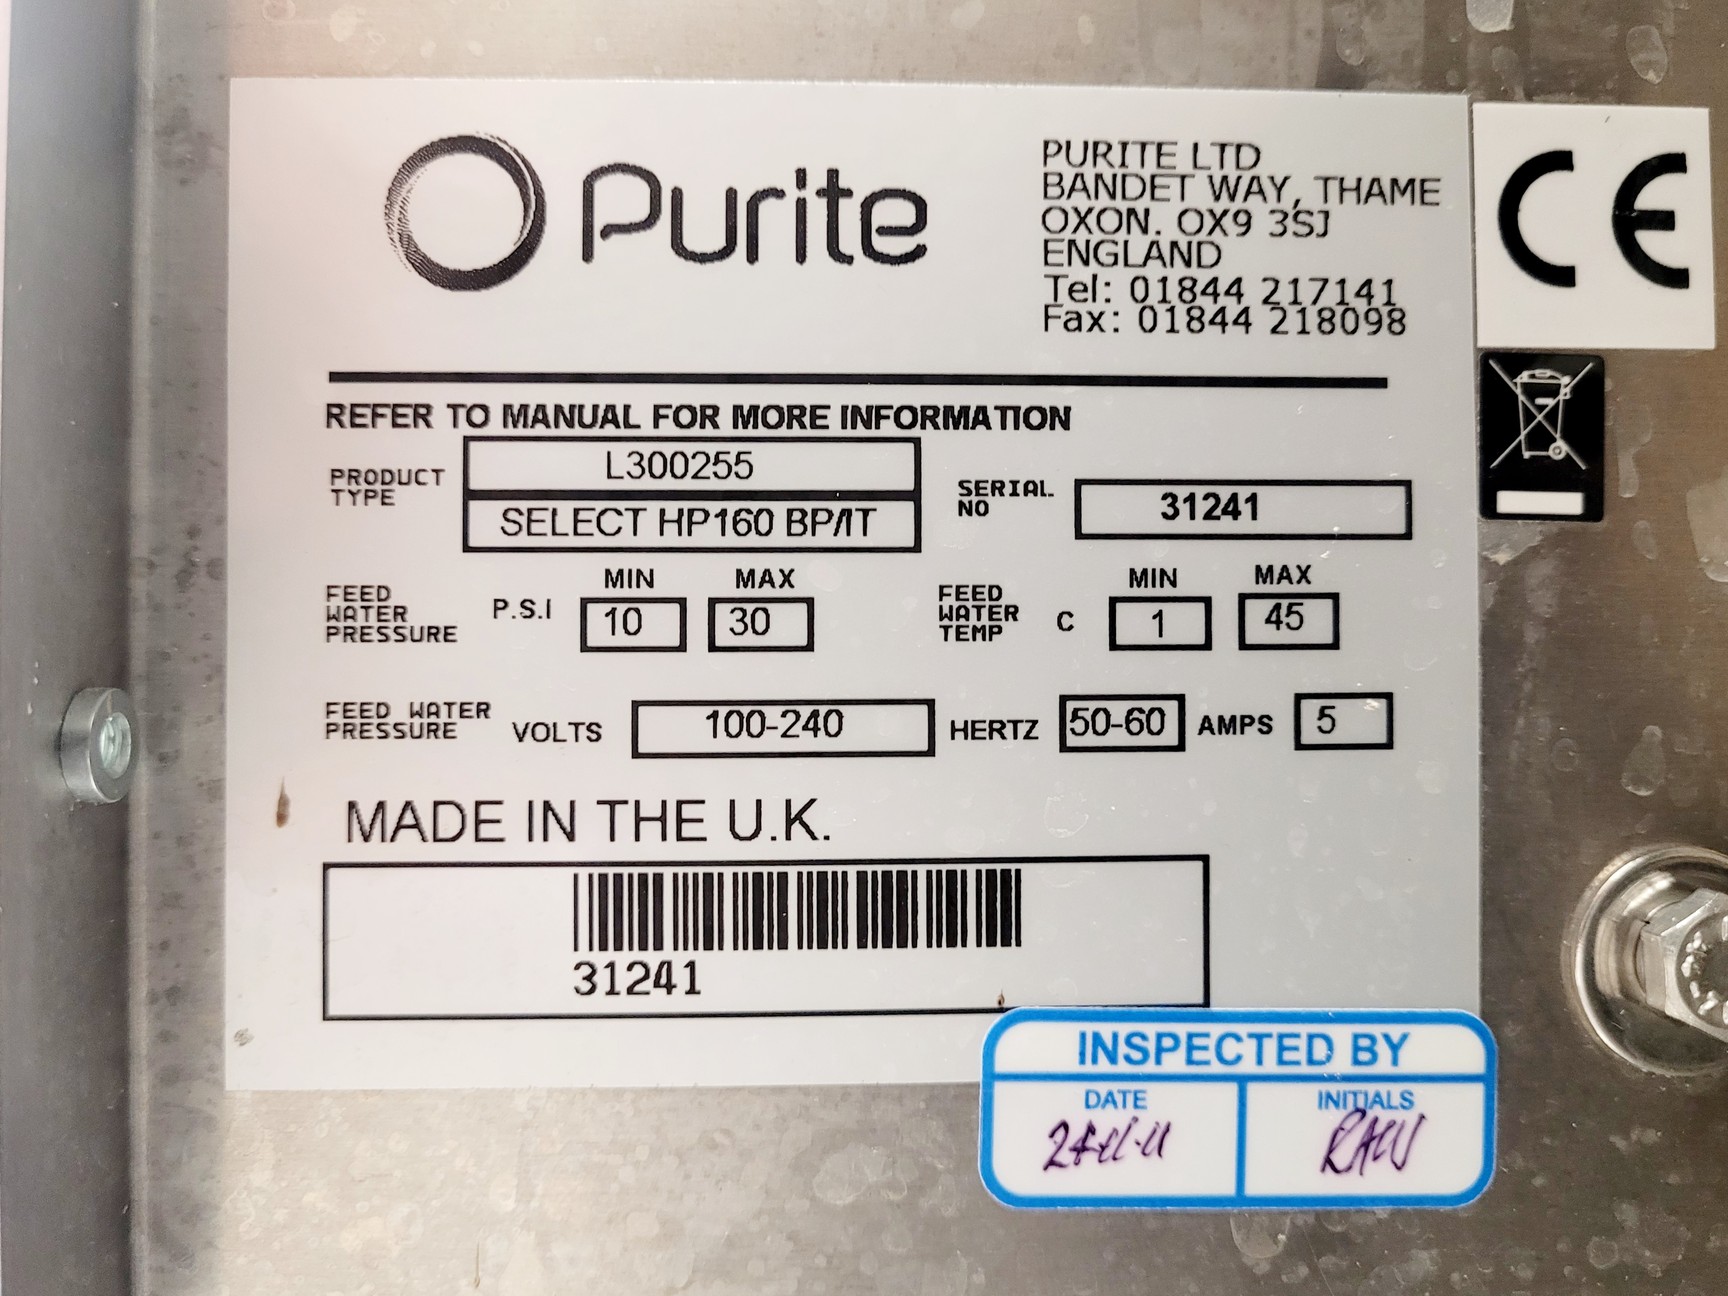 Purite
PURITE LTD
BANDET WAY, THAME
OXON. OX9 3SJ
ENGLAND
Tel: 01844 217141
Fax: 01844 218098
CE
REFER TO MANUAL FOR MORE INFORMATION
PRODUCT TYPE L300255
SELECT HP160 BP/IT
SERIAL NO 31241
FEED WATER PRESSURE P.S.I MIN 10 MAX 30
FEED WATER TEMP C MIN 1 MAX 45
FEED WATER PRESSURE VOLTS 100-240 HERTZ 50-60 AMPS 5
MADE IN THE U.K.
31241
INSPECTED BY
DATE INITIALS
RAW